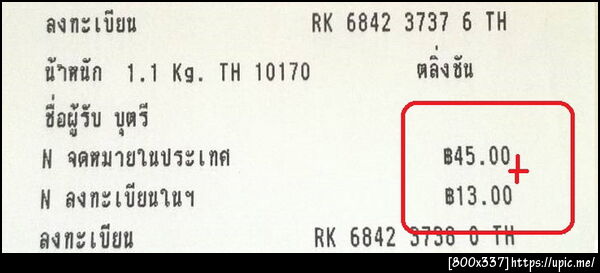 ลงทะเบียน RK 6842 3737 6 TH
น้ำหนัก 1.1 Kg. TH 10170 ตลิ่งชัน
ชื่อผู้รับ บุตรี
N จดหมายในประเทศ ฿45.00
+
N ลงทะเบียนในฯ ฿13.00
ลงทะเบียน RK 6842 3738 0 TH
[800x337]https://upic.me/